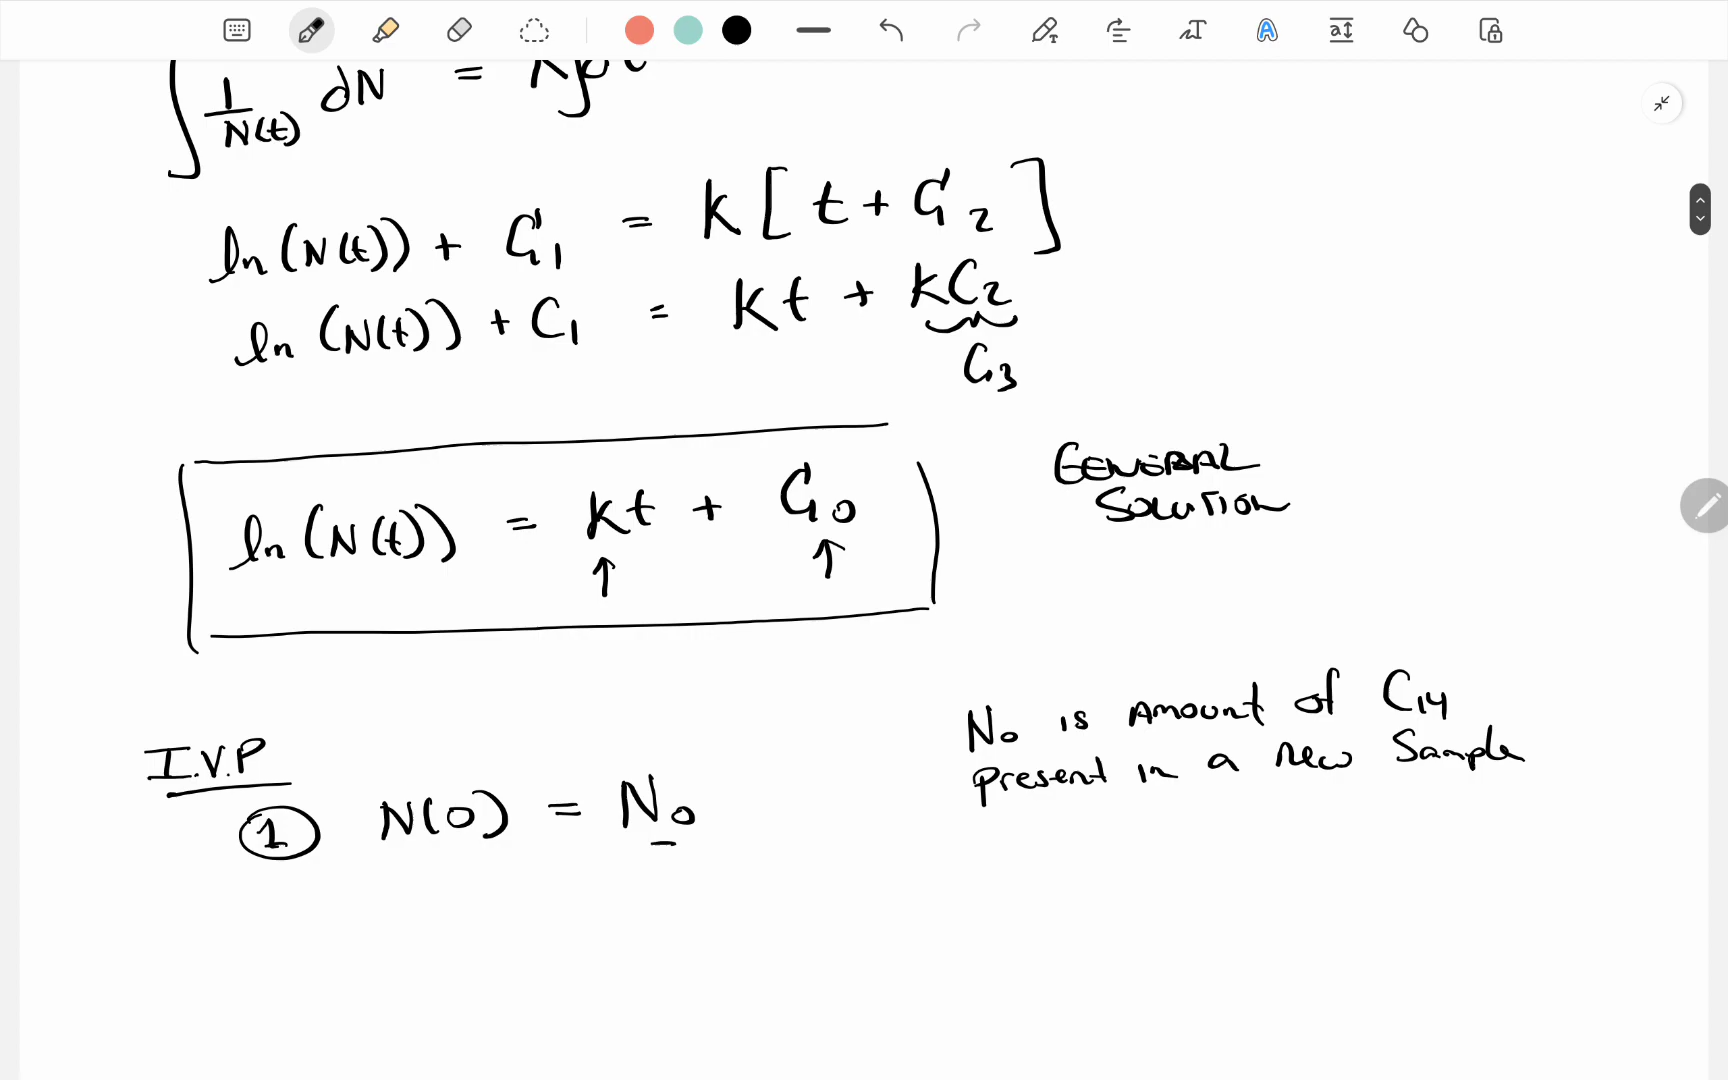 ∫ 1/N(t) dN =
ln(N(t)) + C₁ = k[t + C₂]
ln(N(t)) + C₁ = kt + kC₂
C₃
ln(N(t)) = kt + C₀
↑ ↑
GENERAL
SOLUTION
I.V.P
① N(0) = N₀
N₀ is Amount of C₁₄
present in a new Sample